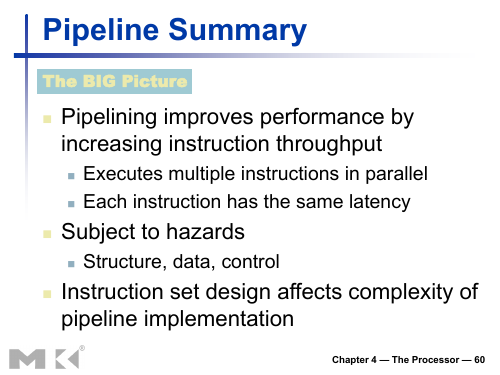 Pipeline Summary
The BIG Picture
Pipelining improves performance by
increasing instruction throughput
Executes multiple instructions in parallel
Each instruction has the same latency
Subject to hazards
Structure, data, control
Instruction set design affects complexity of
pipeline implementation
MK®
Chapter 4 — The Processor — 60